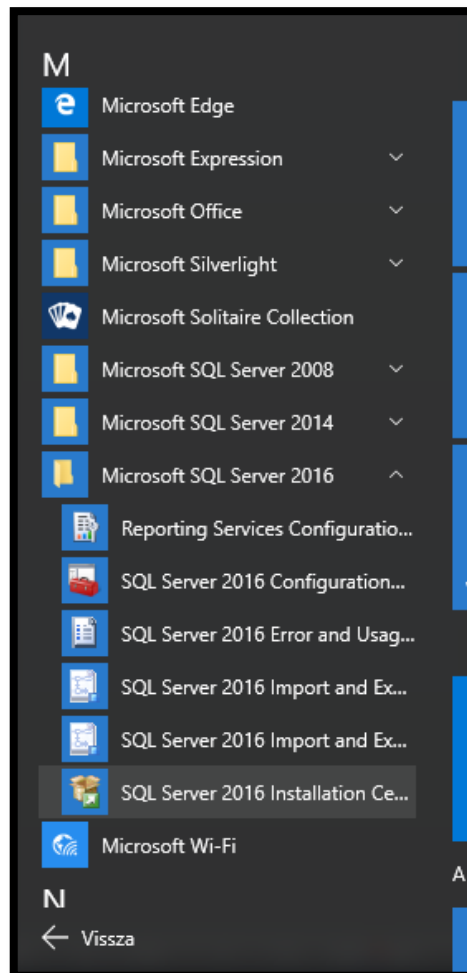 M
Microsoft Edge
Microsoft Expression
Microsoft Office
Microsoft Silverlight
Microsoft Solitaire Collection
Microsoft SQL Server 2008
Microsoft SQL Server 2014
Microsoft SQL Server 2016
Reporting Services Configuratio...
SQL Server 2016 Configuration...
SQL Server 2016 Error and Usag...
SQL Server 2016 Import and Ex...
SQL Server 2016 Import and Ex...
SQL Server 2016 Installation Ce...
Microsoft Wi-Fi
A
N
Vissza